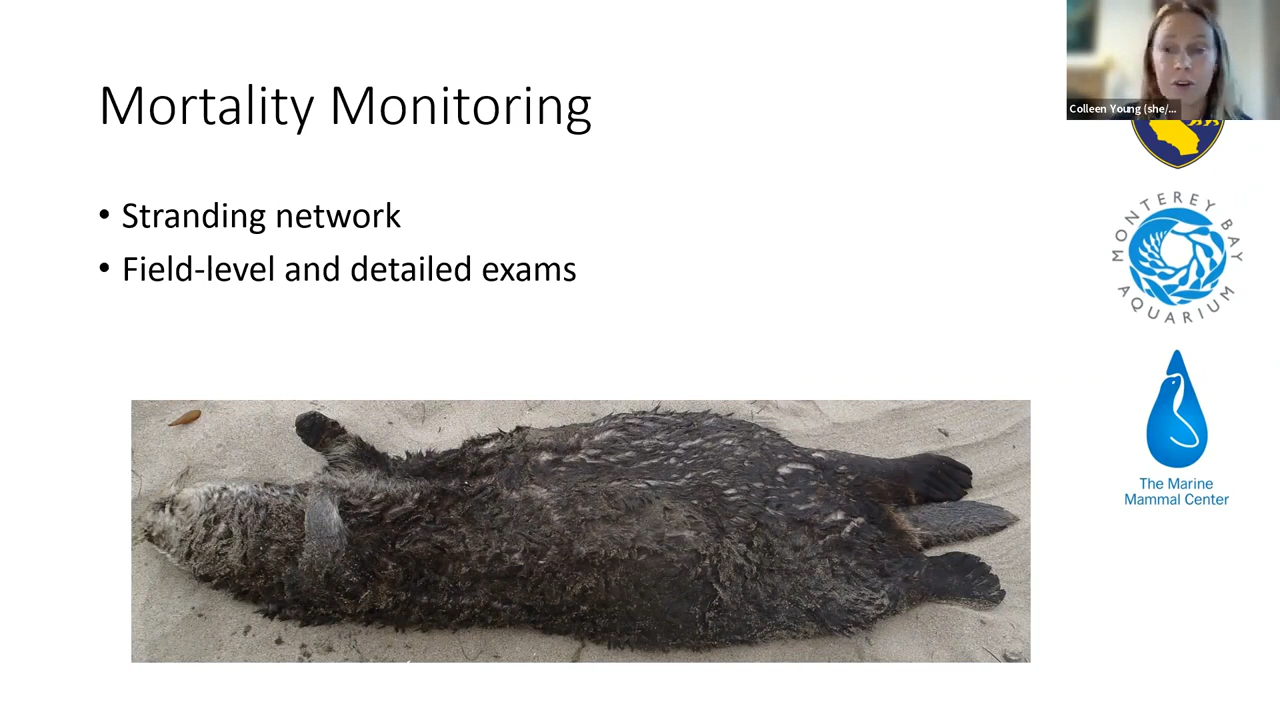 Mortality Monitoring
• Stranding network
• Field-level and detailed exams
Colleen Young (she/...
MONTEREY BAY
AQUARIUM
The Marine
Mammal Center